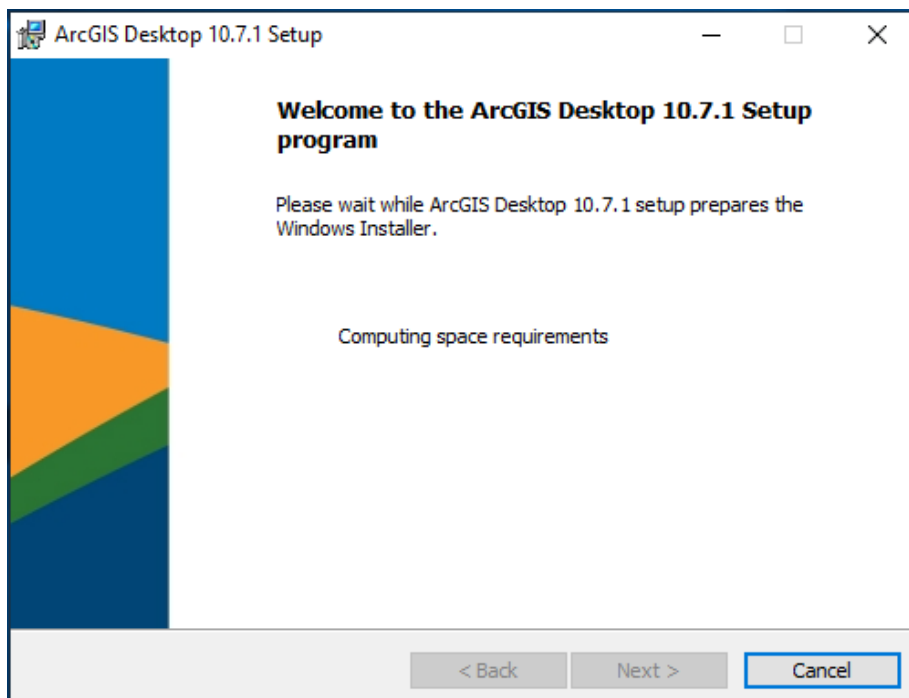 ArcGIS Desktop 10.7.1 Setup
Welcome to the ArcGIS Desktop 10.7.1 Setup
program
Please wait while ArcGIS Desktop 10.7.1 setup prepares the
Windows Installer.
Computing space requirements
< Back
Next >
Cancel